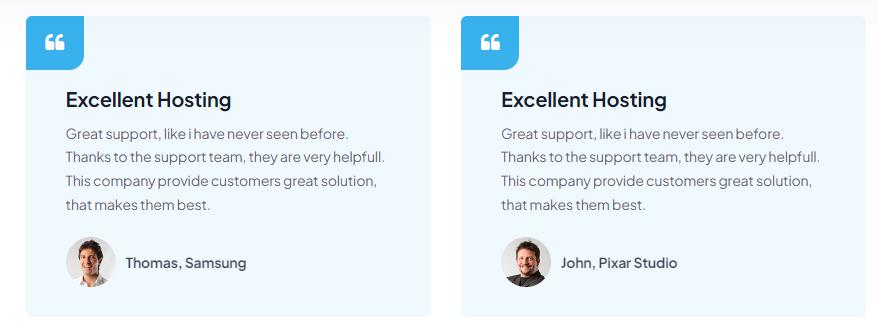 Excellent Hosting
Great support, like i have never seen before.
Thanks to the support team, they are very helpfull.
This company provide customers great solution,
that makes them best.
Thomas, Samsung
Excellent Hosting
Great support, like i have never seen before.
Thanks to the support team, they are very helpfull.
This company provide customers great solution,
that makes them best.
John, Pixar Studio